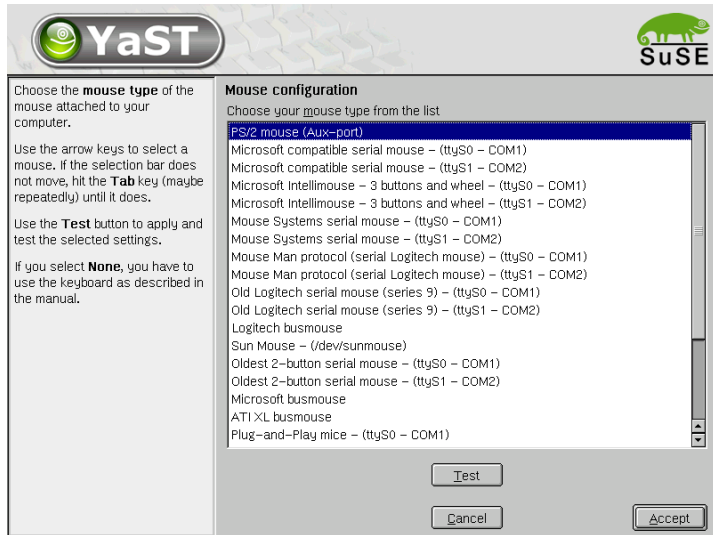 YaST
SuSE
Choose the mouse type of the
mouse attached to your
computer.
Use the arrow keys to select a
mouse. If the selection bar does
not move, hit the Tab key (maybe
repeatedly) until it does.
Use the Test button to apply and
test the selected settings.
If you select None, you have to
use the keyboard as described in
the manual.
Mouse configuration
Choose your mouse type from the list
PS/2 mouse (Aux-port)
Microsoft compatible serial mouse - (ttyS0 - COM1)
Microsoft compatible serial mouse - (ttyS1 - COM2)
Microsoft Intellimouse - 3 buttons and wheel - (ttyS0 - COM1)
Microsoft Intellimouse - 3 buttons and wheel - (ttyS1 - COM2)
Mouse Systems serial mouse - (ttyS0 - COM1)
Mouse Systems serial mouse - (ttyS1 - COM2)
Mouse Man protocol (serial Logitech mouse) - (ttyS0 - COM1)
Mouse Man protocol (serial Logitech mouse) - (ttyS1 - COM2)
Old Logitech serial mouse (series 9) - (ttyS0 - COM1)
Old Logitech serial mouse (series 9) - (ttyS1 - COM2)
Logitech busmouse
Sun Mouse - (/dev/sunmouse)
Oldest 2-button serial mouse - (ttyS0 - COM1)
Oldest 2-button serial mouse - (ttyS1 - COM2)
Microsoft busmouse
ATI XL busmouse
Plug-and-Play mice - (ttyS0 - COM1)
Test
Cancel
Accept